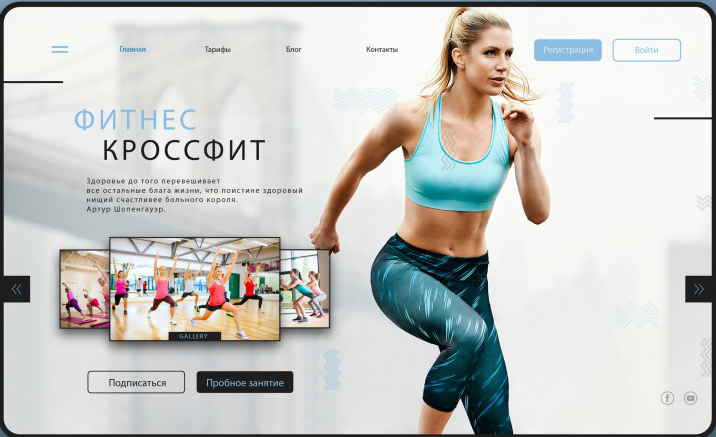 Главная
Тарифы
Блог
Контакты
Регистрация
Войти
ФИТНЕС
КРОССФИТ
Здоровье до того перевешивает
все остальные блага жизни, что поистине здоровый
нищий счастливее больного короля.
Артур Шопенгауэр.
GALLERY
Подписаться
Пробное занятие